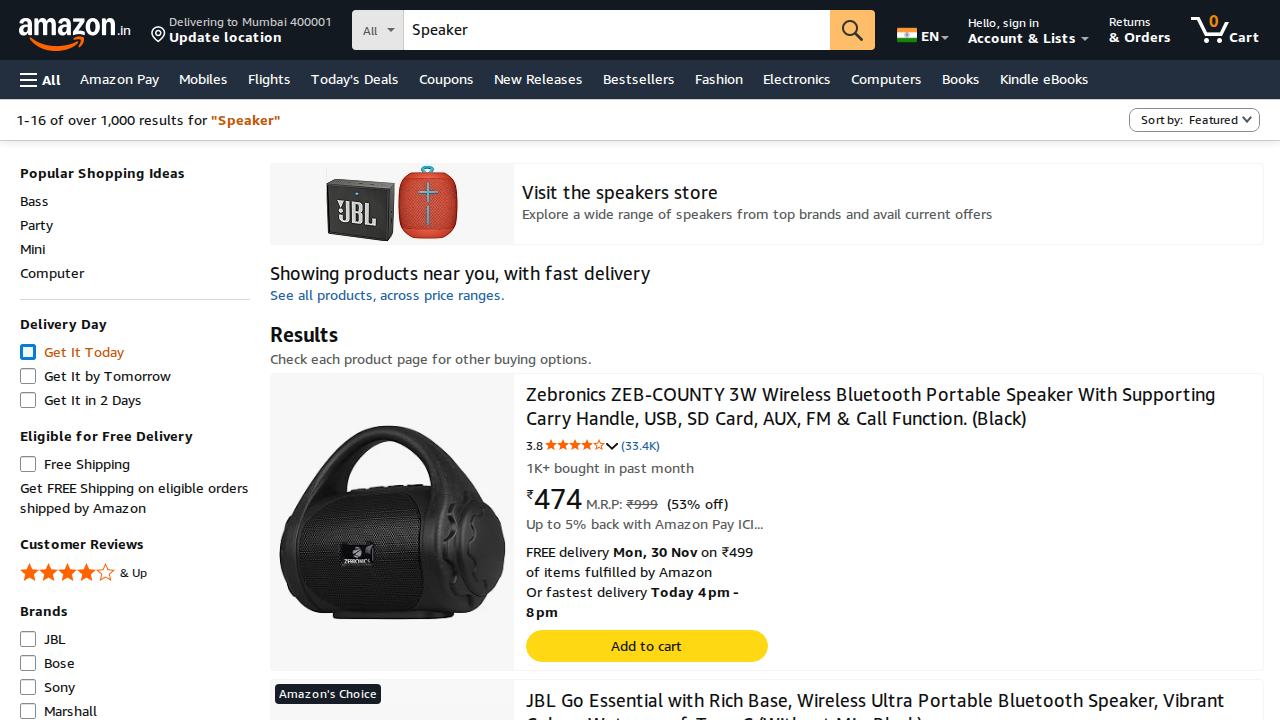 amazon.in
Delivering to Mumbai 400001
Update location
All
Speaker
EN
Hello, sign in
Account & Lists
Returns
& Orders
0
Cart
All
Amazon Pay
Mobiles
Flights
Today's Deals
Coupons
New Releases
Bestsellers
Fashion
Electronics
Computers
Books
Kindle eBooks
1-16 of over 1,000 results for "Speaker"
Sort by: Featured
Popular Shopping Ideas
Bass
Party
Mini
Computer
Delivery Day
Get It Today
Get It by Tomorrow
Get It in 2 Days
Eligible for Free Delivery
Free Shipping
Get FREE Shipping on eligible orders
shipped by Amazon
Customer Reviews
& Up
Brands
JBL
Bose
Sony
Marshall
JBL
Visit the speakers store
Explore a wide range of speakers from top brands and avail current offers
Showing products near you, with fast delivery
See all products, across price ranges.
Results
Check each product page for other buying options.
ZEBRONICS
Zebronics ZEB-COUNTY 3W Wireless Bluetooth Portable Speaker With Supporting
Carry Handle, USB, SD Card, AUX, FM & Call Function. (Black)
3.8 (33.4K)
1K+ bought in past month
₹474 M.R.P: ₹999 (53% off)
Up to 5% back with Amazon Pay ICI...
FREE delivery Mon, 30 Nov on ₹499
of items fulfilled by Amazon
Or fastest delivery Today 4 pm -
8 pm
Add to cart
Amazon's Choice
JBL Go Essential with Rich Base, Wireless Ultra Portable Bluetooth Speaker, Vibrant